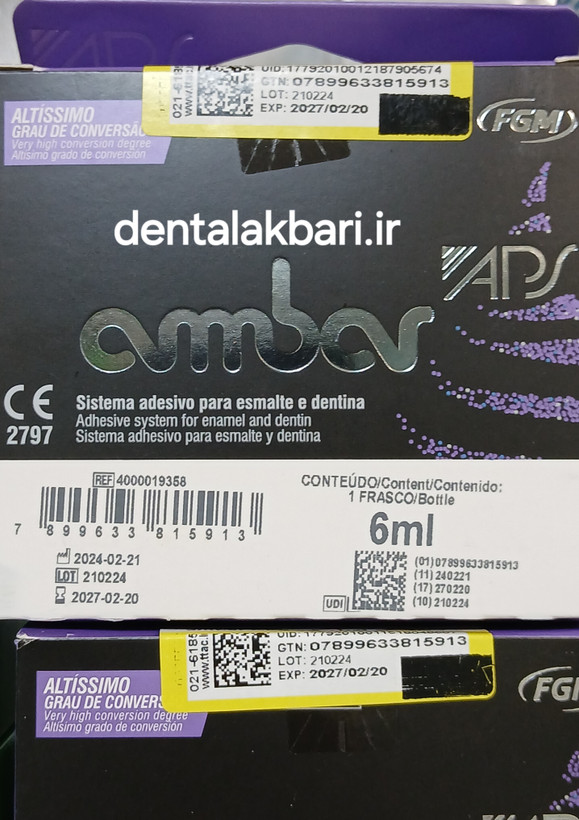 APS
UID: 17792010012187905674
GTN: 07899633815913
LOT: 210224
EXP: 2027/02/20
ALTÍSSIMO
GRAU DE CONVERSÃO
Very high conversion degree
Altísimo grado de conversión
FGM
dentalakbari.ir
APS
ambar
CE
2797
Sistema adesivo para esmalte e dentina
Adhesive system for enamel and dentin
Sistema adhesivo para esmalte y dentina
REF 4000019358
7 899633 815913
2024-02-21
LOT 210224
2027-02-20
CONTEÚDO/Content/Contenido:
1 FRASCO/Bottle
6ml
UDI
(01)07899633815913
(11) 240221
(17) 270220
(10) 210224
021-6185
GTN: 07899633815913
LOT: 210224
EXP: 2027/02/20
ALTÍSSIMO
GRAU DE CONVERS
Very high conversion degree
Altísimo grado de conversión
FGM
APS